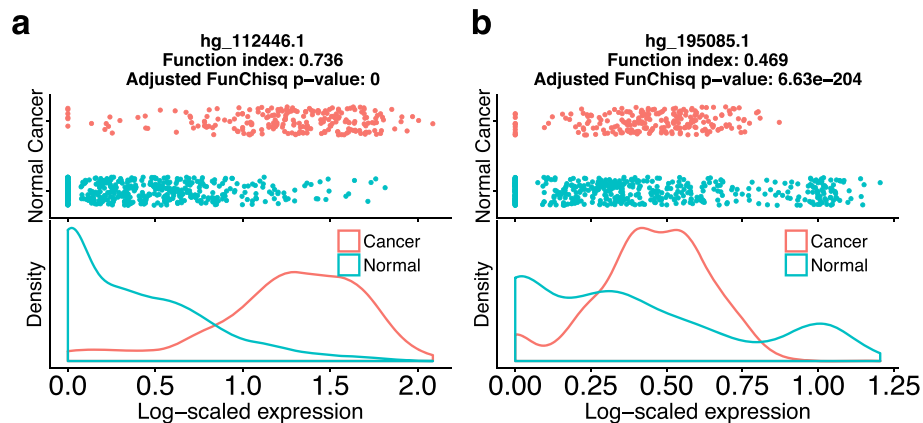 a
hg_112446.1
Function index: 0.736
Adjusted FunChisq p−value: 0
Normal Cancer
Density
Cancer
Normal
0.0 0.5 1.0 1.5 2.0
Log−scaled expression
b
hg_195085.1
Function index: 0.469
Adjusted FunChisq p−value: 6.63e−204
Normal Cancer
Density
Cancer
Normal
0.00 0.25 0.50 0.75 1.00 1.25
Log−scaled expression